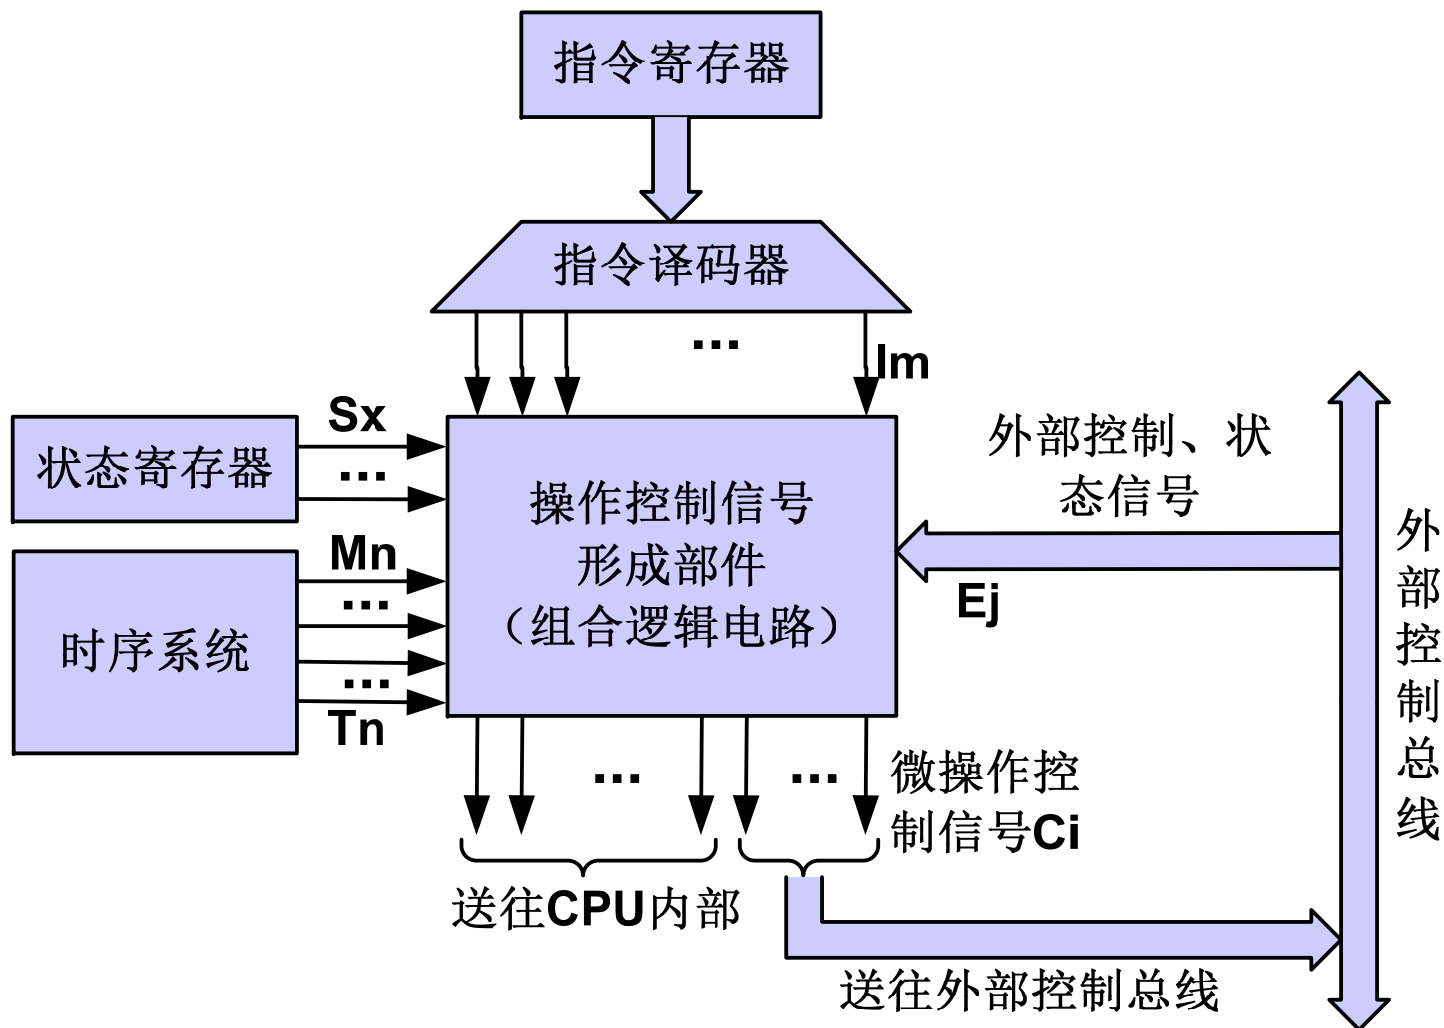 指令寄存器
指令译码器
...
Im
Sx
状态寄存器
...
外部控制、状
态信号
操作控制信号
形成部件
(组合逻辑电路)
Mn
...
时序系统
...
Tn
Ej
外部控制总线
...
...
微操作控
制信号Ci
送往CPU内部
送往外部控制总线